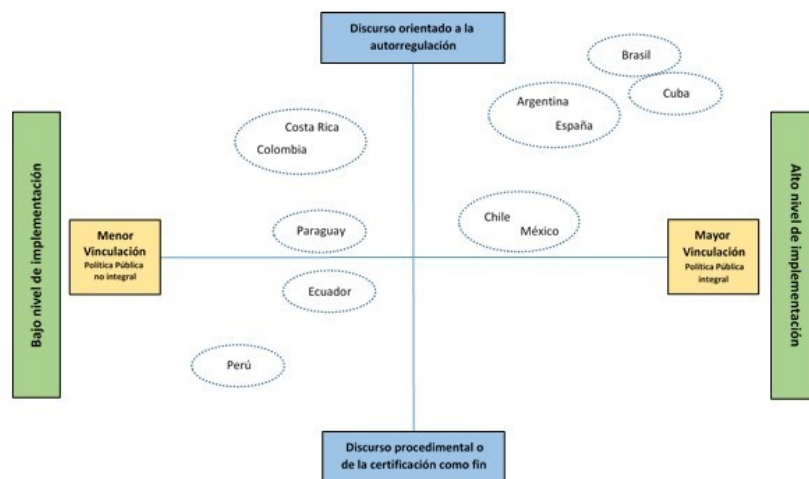 Discurso orientado a la
autorregulación
Brasil
Cuba
Argentina
España
Costa Rica
Colombia
Bajo nivel de implementación
Alto nivel de implementación
Menor
Vinculación
Política Pública
no integral
Paraguay
Chile
México
Mayor
Vinculación
Política Pública
integral
Ecuador
Perú
Discurso procedimental o
de la certificación como fin